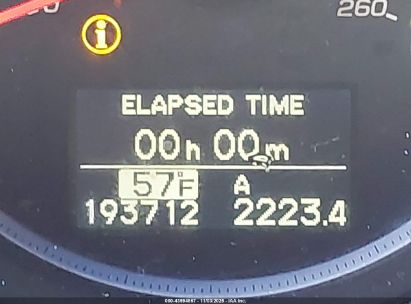 260
i
ELAPSED TIME
00h 00m
57°F A
193712 2223.4